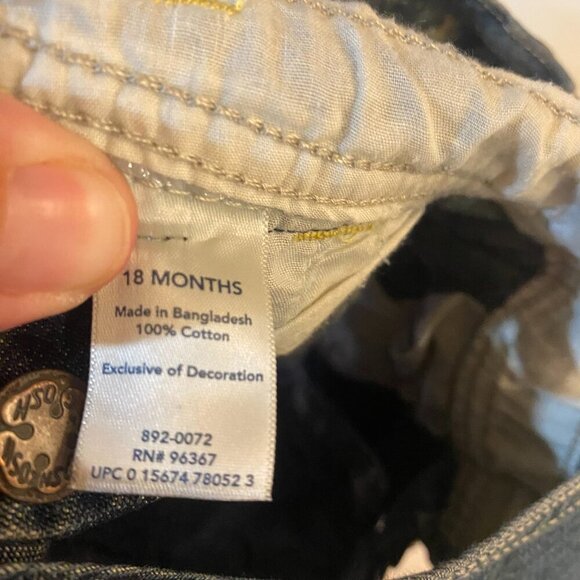 18 MONTHS
Made in Bangladesh
100% Cotton
Exclusive of Decoration
892-0072
RN# 96367
UPC 0 15674 78052 3